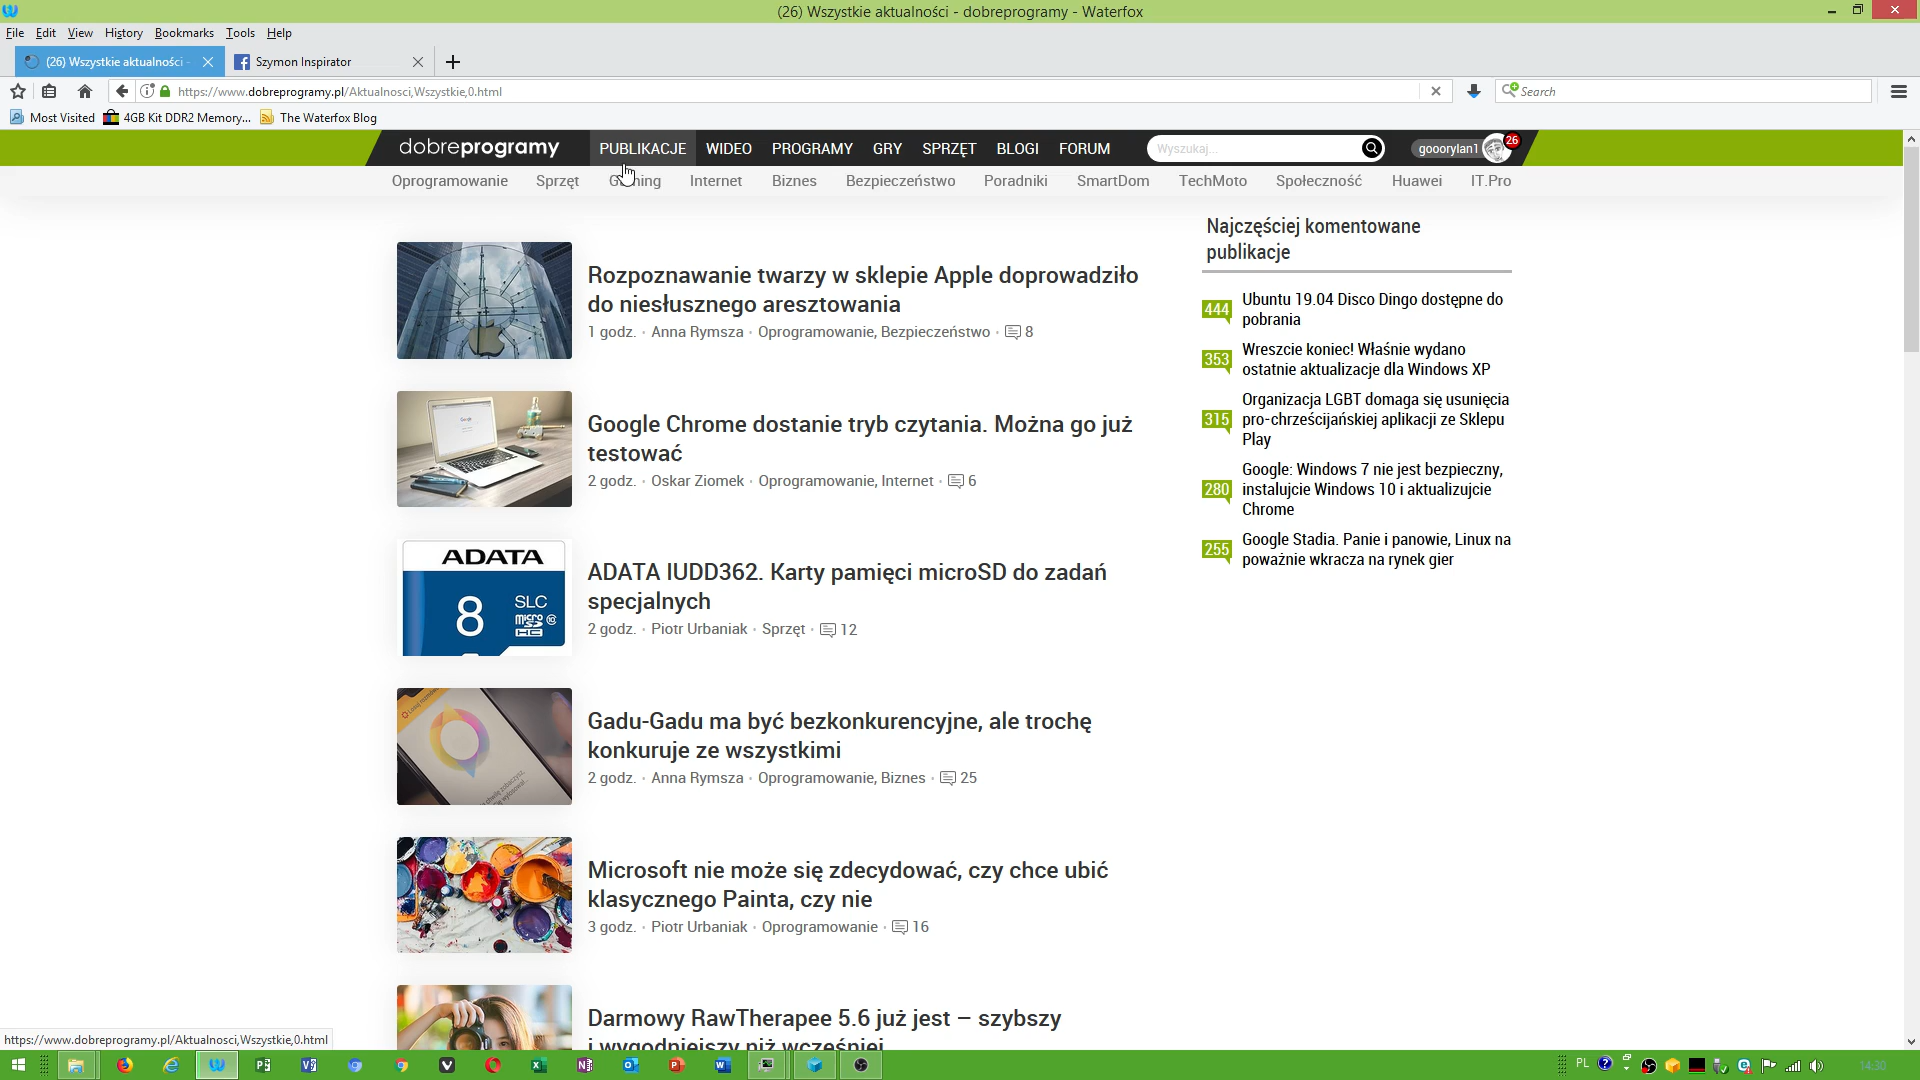 (26) Wszystkie aktualności - dobreprogramy - Waterfox
File Edit View History Bookmarks Tools Help
(26) Wszystkie aktualności -
Szymon Inspirator
https://www.dobreprogramy.pl/Aktualnosci,Wszystkie,0.html
Search
Most Visited 4GB Kit DDR2 Memory... The Waterfox Blog
dobreprogramy PUBLIKACJE WIDEO PROGRAMY GRY SPRZĘT BLOGI FORUM Wyszukaj... gooorylan1 26
Oprogramowanie Sprzęt Gaming Internet Biznes Bezpieczeństwo Poradniki SmartDom TechMoto Społeczność Huawei IT.Pro
Rozpoznawanie twarzy w sklepie Apple doprowadziło
do niesłusznego aresztowania
1 godz. · Anna Rymsza · Oprogramowanie, Bezpieczeństwo · 8
Google Chrome dostanie tryb czytania. Można go już
testować
2 godz. · Oskar Ziomek · Oprogramowanie, Internet · 6
ADATA
8
SLC
micro
SD
HC
ADATA IUDD362. Karty pamięci microSD do zadań
specjalnych
2 godz. · Piotr Urbaniak · Sprzęt · 12
Gadu-Gadu ma być bezkonkurencyjne, ale trochę
konkuruje ze wszystkimi
2 godz. · Anna Rymsza · Oprogramowanie, Biznes · 25
Microsoft nie może się zdecydować, czy chce ubić
klasycznego Painta, czy nie
3 godz. · Piotr Urbaniak · Oprogramowanie · 16
Darmowy RawTherapee 5.6 już jest – szybszy
i wygodniejszy niż wcześniej
Najczęściej komentowane
publikacje
444 Ubuntu 19.04 Disco Dingo dostępne do
pobrania
353 Wreszcie koniec! Właśnie wydano
ostatnie aktualizacje dla Windows XP
315 Organizacja LGBT domaga się usunięcia
pro-chrześcijańskiej aplikacji ze Sklepu
Play
280 Google: Windows 7 nie jest bezpieczny,
instalujcie Windows 10 i aktualizujcie
Chrome
255 Google Stadia. Panie i panowie, Linux na
poważnie wkracza na rynek gier
https://www.dobreprogramy.pl/Aktualnosci,Wszystkie,0.html
PL
14:30